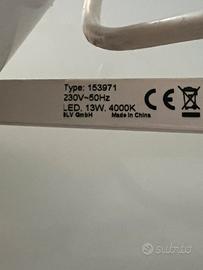 Type: 153971
230V~50Hz
LED, 13W, 4000K
SLV GmbH Made in China
CE
subito